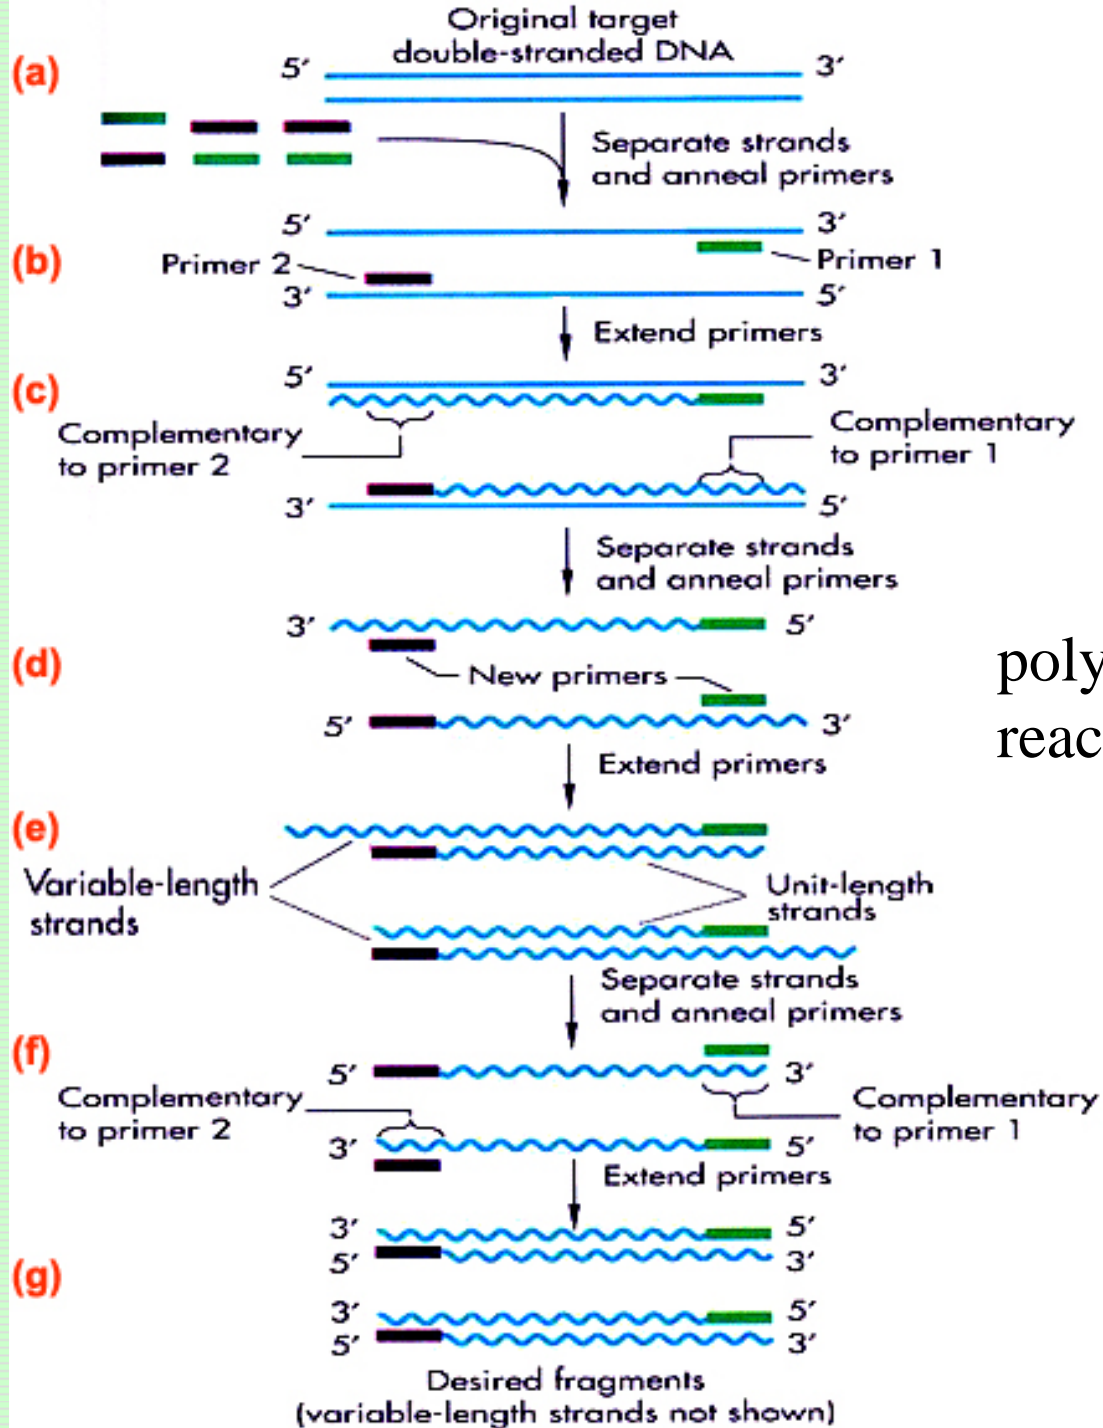 Original target
double-stranded DNA
(a)
5′ 3′
Separate strands
and anneal primers
5′ 3′
(b)
Primer 2 Primer 1
3′ 5′
Extend primers
(c)
5′ 3′
Complementary
to primer 2
Complementary
to primer 1
3′ 5′
Separate strands
and anneal primers
3′ 5′
(d)
New primers
5′ 3′
Extend primers
(e)
Variable-length
strands
Unit-length
strands
Separate strands
and anneal primers
(f)
5′ 3′
Complementary
to primer 2
Complementary
to primer 1
3′ 5′
Extend primers
3′ 5′
5′ 3′
(g)
3′ 5′
5′ 3′
Desired fragments
(variable-length strands not shown)
poly
reac